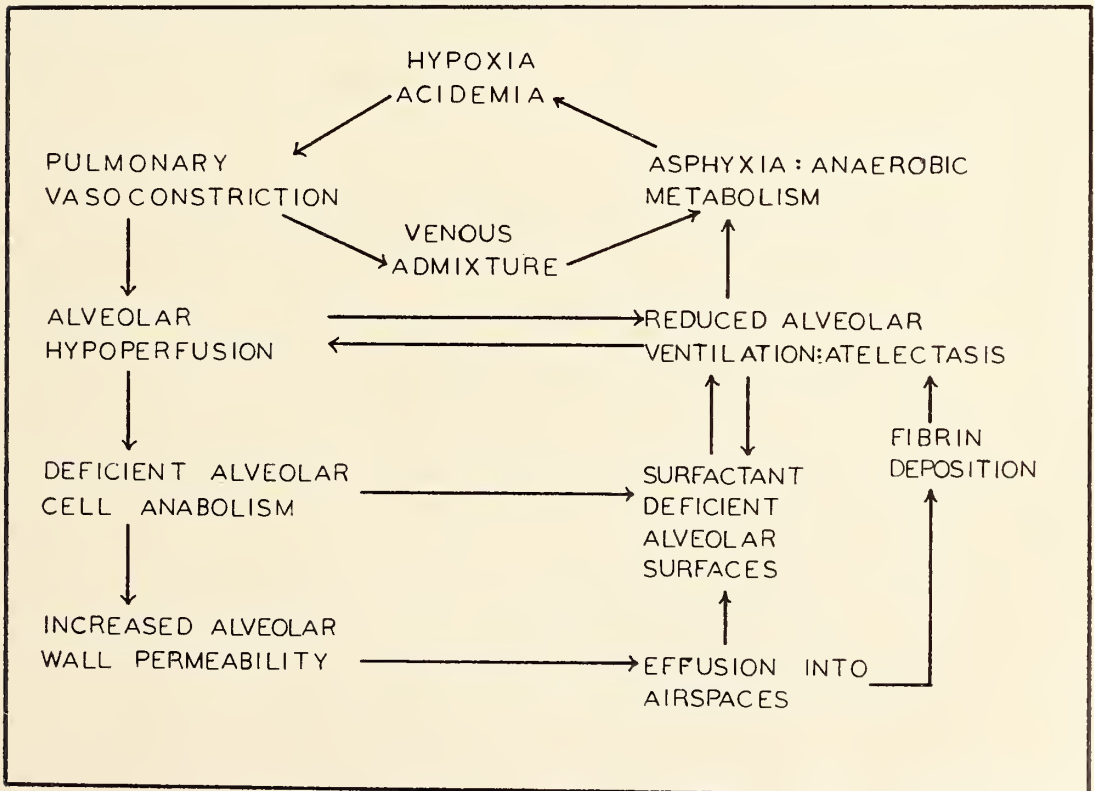 HYPOXIA
ACIDEMIA
PULMONARY
VASOCONSTRICTION
ASPHYXIA: ANAEROBIC
METABOLISM
VENOUS
ADMIXTURE
ALVEOLAR
HYPOPERFUSION
REDUCED ALVEOLAR
VENTILATION:ATELECTASIS
FIBRIN
DEPOSITION
DEFICIENT ALVEOLAR
CELL ANABOLISM
SURFACTANT
DEFICIENT
ALVEOLAR
SURFACES
INCREASED ALVEOLAR
WALL PERMEABILITY
EFFUSION INTO
AIRSPACES